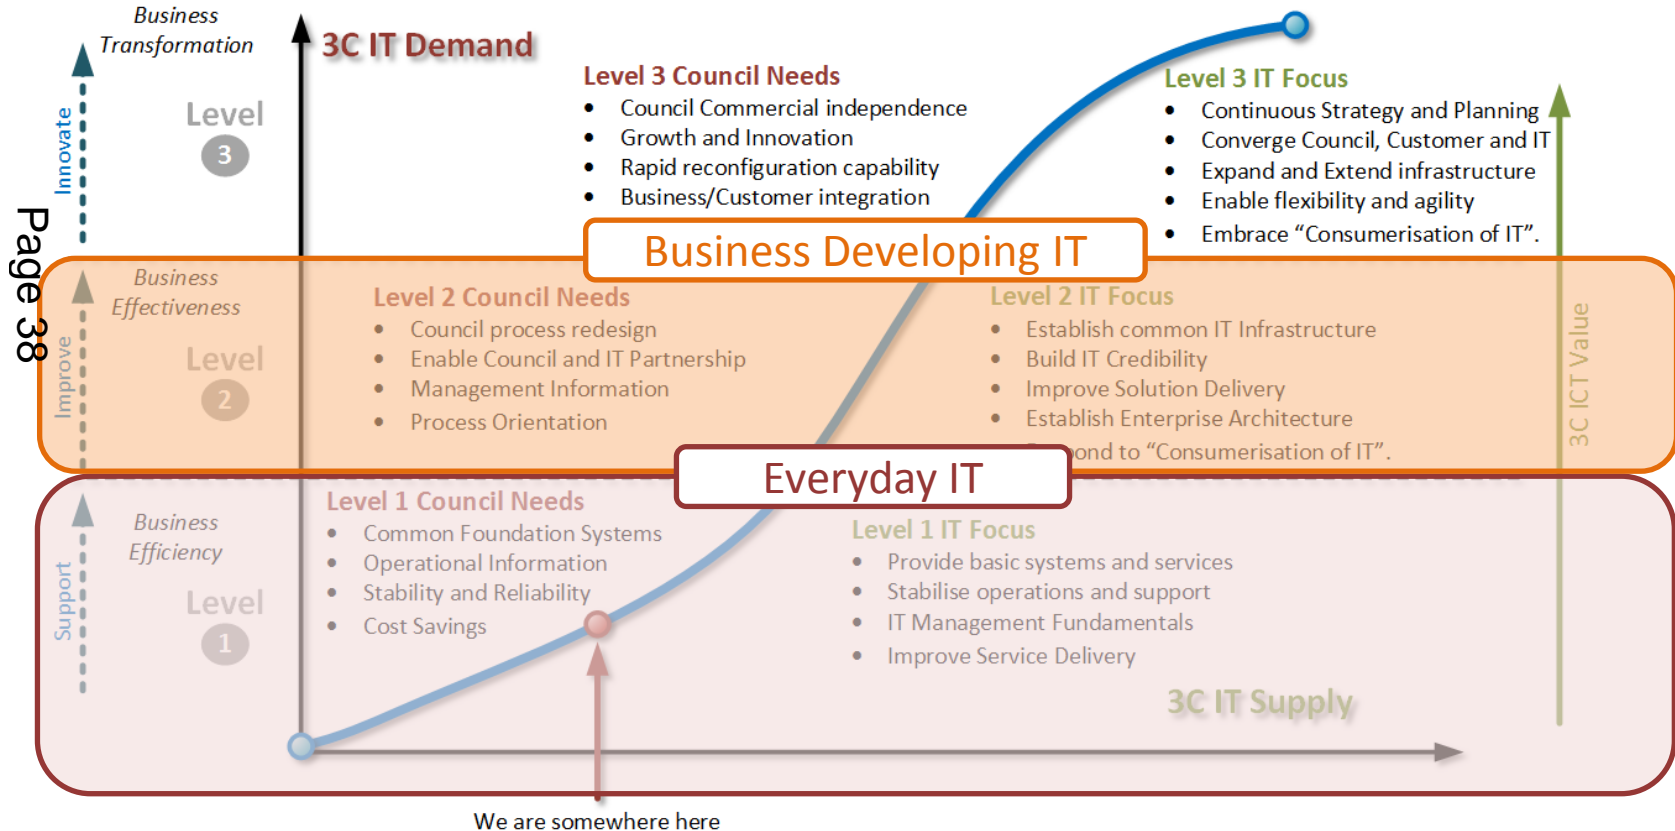 Business
Transformation
3C IT Demand
Innovate
Level
3
Level 3 Council Needs
• Council Commercial independence
• Growth and Innovation
• Rapid reconfiguration capability
• Business/Customer integration
Level 3 IT Focus
• Continuous Strategy and Planning
• Converge Council, Customer and IT
• Expand and Extend infrastructure
• Enable flexibility and agility
• Embrace “Consumerisation of IT”.
Page 38
Business Developing IT
Business
Effectiveness
Improve
Level
2
Level 2 Council Needs
• Council process redesign
• Enable Council and IT Partnership
• Management Information
• Process Orientation
Level 2 IT Focus
• Establish common IT Infrastructure
• Build IT Credibility
• Improve Solution Delivery
• Establish Enterprise Architecture
pond to “Consumerisation of IT”.
3C ICT Value
Everyday IT
Business
Efficiency
Support
Level
1
Level 1 Council Needs
• Common Foundation Systems
• Operational Information
• Stability and Reliability
• Cost Savings
Level 1 IT Focus
• Provide basic systems and services
• Stabilise operations and support
• IT Management Fundamentals
• Improve Service Delivery
3C IT Supply
We are somewhere here